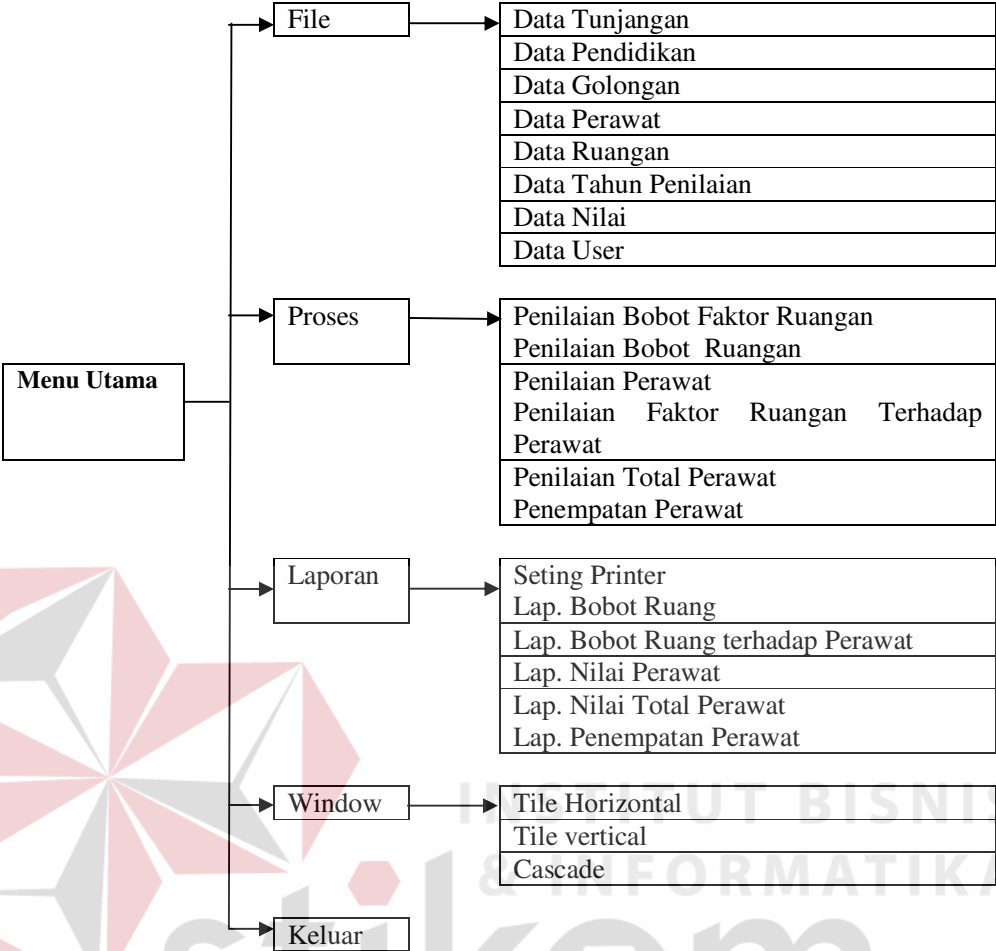 File
Data Tunjangan
Data Pendidikan
Data Golongan
Data Perawat
Data Ruangan
Data Tahun Penilaian
Data Nilai
Data User
Menu Utama
Proses
Penilaian Bobot Faktor Ruangan
Penilaian Bobot Ruangan
Penilaian Perawat
Penilaian Faktor Ruangan Terhadap
Perawat
Penilaian Total Perawat
Penempatan Perawat
Laporan
Seting Printer
Lap. Bobot Ruang
Lap. Bobot Ruang terhadap Perawat
Lap. Nilai Perawat
Lap. Nilai Total Perawat
Lap. Penempatan Perawat
Window
Tile Horizontal
Tile vertical
Cascade
Keluar
INSTITUT BISNIS
& INFORMATIKA
stikom